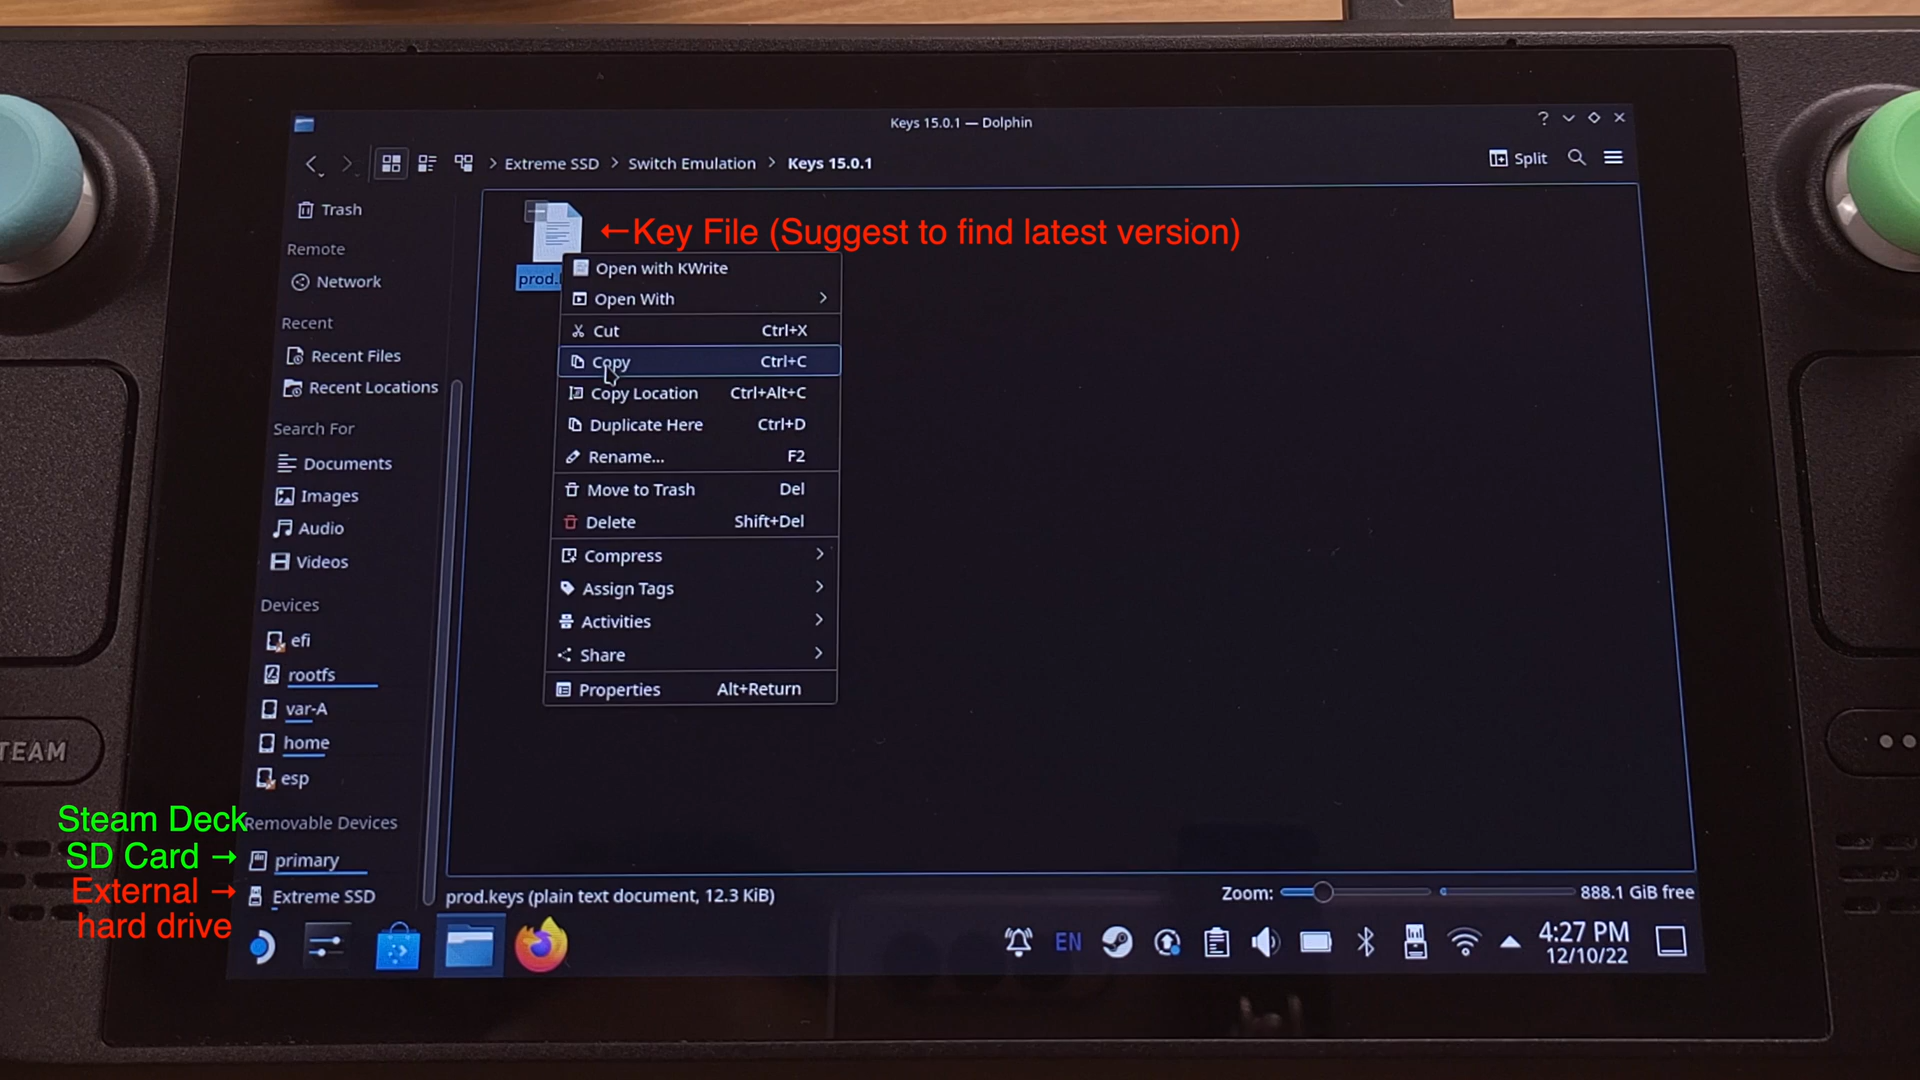 Keys 15.0.1 — Dolphin
Extreme SSD
Switch Emulation
Keys 15.0.1
Split
Trash
Remote
Network
Recent
Recent Files
Recent Locations
Search For
Documents
Images
Audio
Videos
Devices
efi
rootfs
var-A
home
esp
Removable Devices
primary
Extreme SSD
←Key File (Suggest to find latest version)
prod.
Open with KWrite
Open With
Cut Ctrl+X
Copy Ctrl+C
Copy Location Ctrl+Alt+C
Duplicate Here Ctrl+D
Rename... F2
Move to Trash Del
Delete Shift+Del
Compress
Assign Tags
Activities
Share
Properties Alt+Return
TEAM
Steam Deck
SD Card →
External →
hard drive
prod.keys (plain text document, 12.3 KiB)
Zoom:
888.1 GiB free
EN
4:27 PM
12/10/22